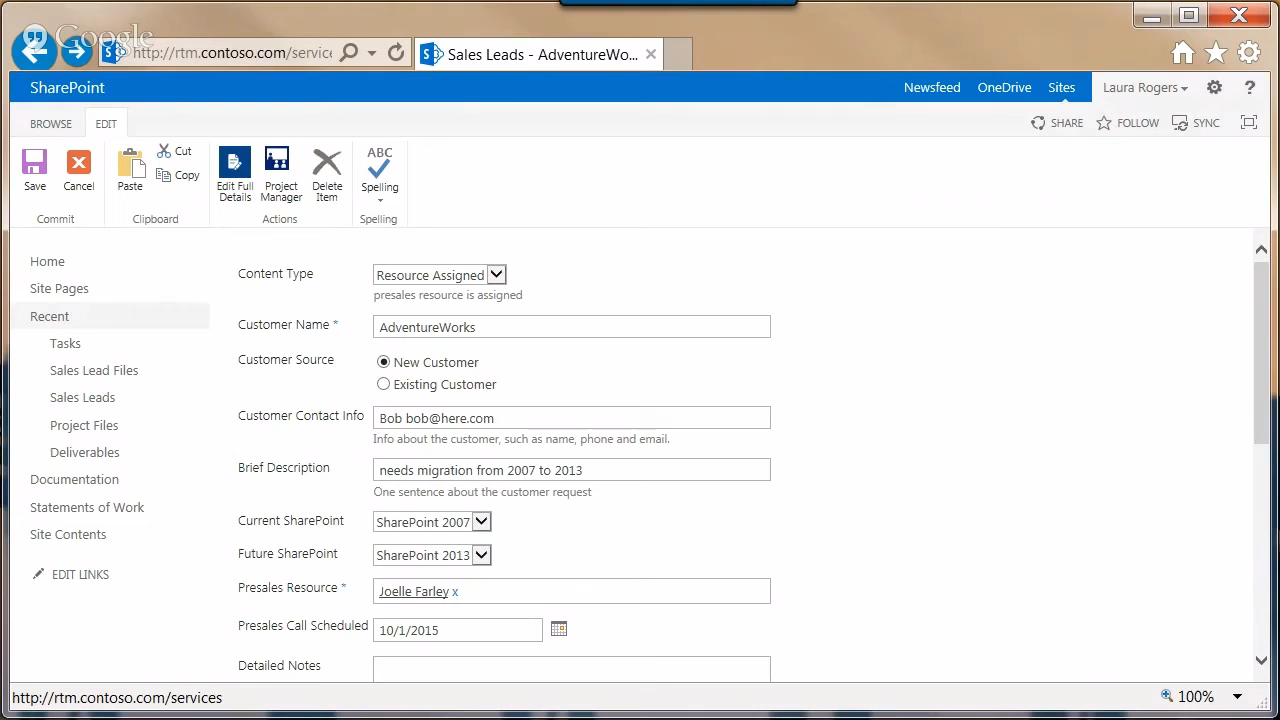 Google
http://rtm.contoso.com/servic
Sales Leads - AdventureWo...
SharePoint
Newsfeed
OneDrive
Sites
Laura Rogers
?
BROWSE
EDIT
SHARE
FOLLOW
SYNC
Save
Cancel
Paste
Cut
Copy
Edit Full
Details
Project
Manager
Delete
Item
ABC
Spelling
Commit
Clipboard
Actions
Spelling
Home
Site Pages
Recent
Tasks
Sales Lead Files
Sales Leads
Project Files
Deliverables
Documentation
Statements of Work
Site Contents
EDIT LINKS
Content Type
Resource Assigned
presales resource is assigned
Customer Name *
AdventureWorks
Customer Source
New Customer
Existing Customer
Customer Contact Info
Bob bob@here.com
Info about the customer, such as name, phone and email.
Brief Description
needs migration from 2007 to 2013
One sentence about the customer request
Current SharePoint
SharePoint 2007
Future SharePoint
SharePoint 2013
Presales Resource *
Joelle Farley x
Presales Call Scheduled
10/1/2015
Detailed Notes
http://rtm.contoso.com/services
100%